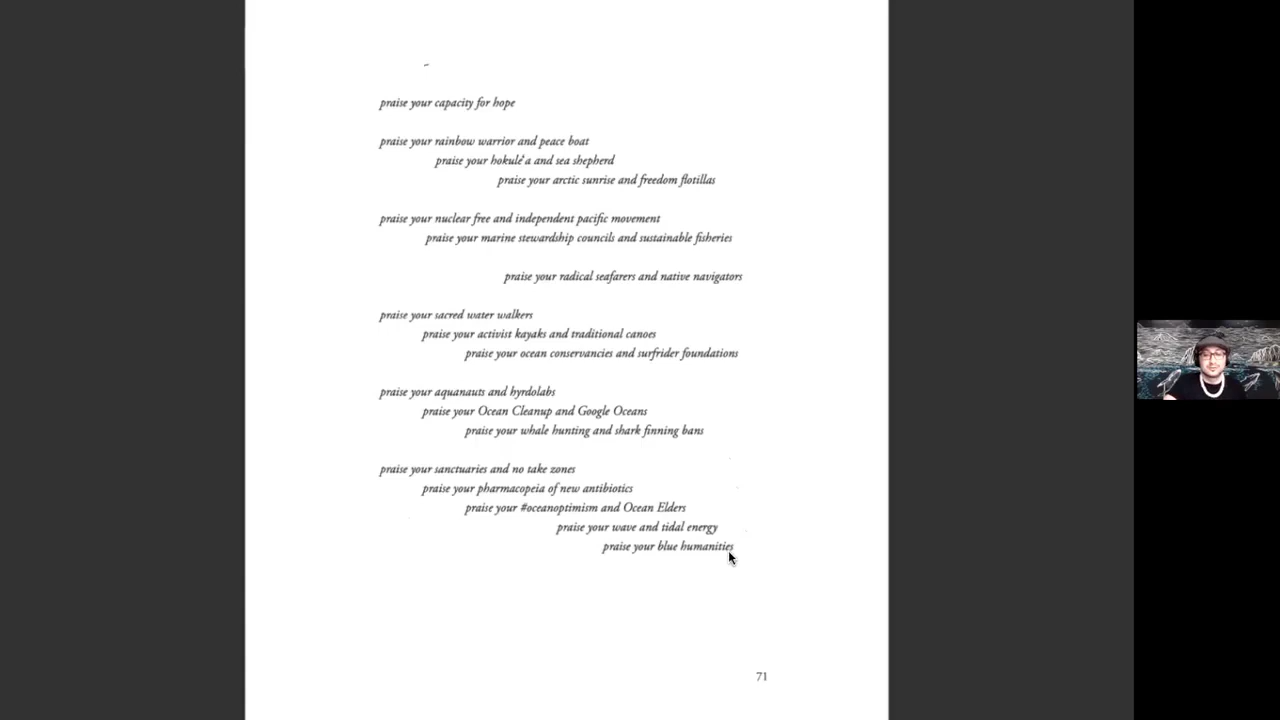 praise your capacity for hope
praise your rainbow warrior and peace boat
praise your hokule'a and sea shepherd
praise your arctic sunrise and freedom flotillas
praise your nuclear free and independent pacific movement
praise your marine stewardship councils and sustainable fisheries
praise your radical seafarers and native navigators
praise your sacred water walkers
praise your activist kayaks and traditional canoes
praise your ocean conservancies and surfrider foundations
praise your aquanauts and hyrdolabs
praise your Ocean Cleanup and Google Oceans
praise your whale hunting and shark finning bans
praise your sanctuaries and no take zones
praise your pharmacopeia of new antibiotics
praise your #oceanoptimism and Ocean Elders
praise your wave and tidal energy
praise your blue humanities
71